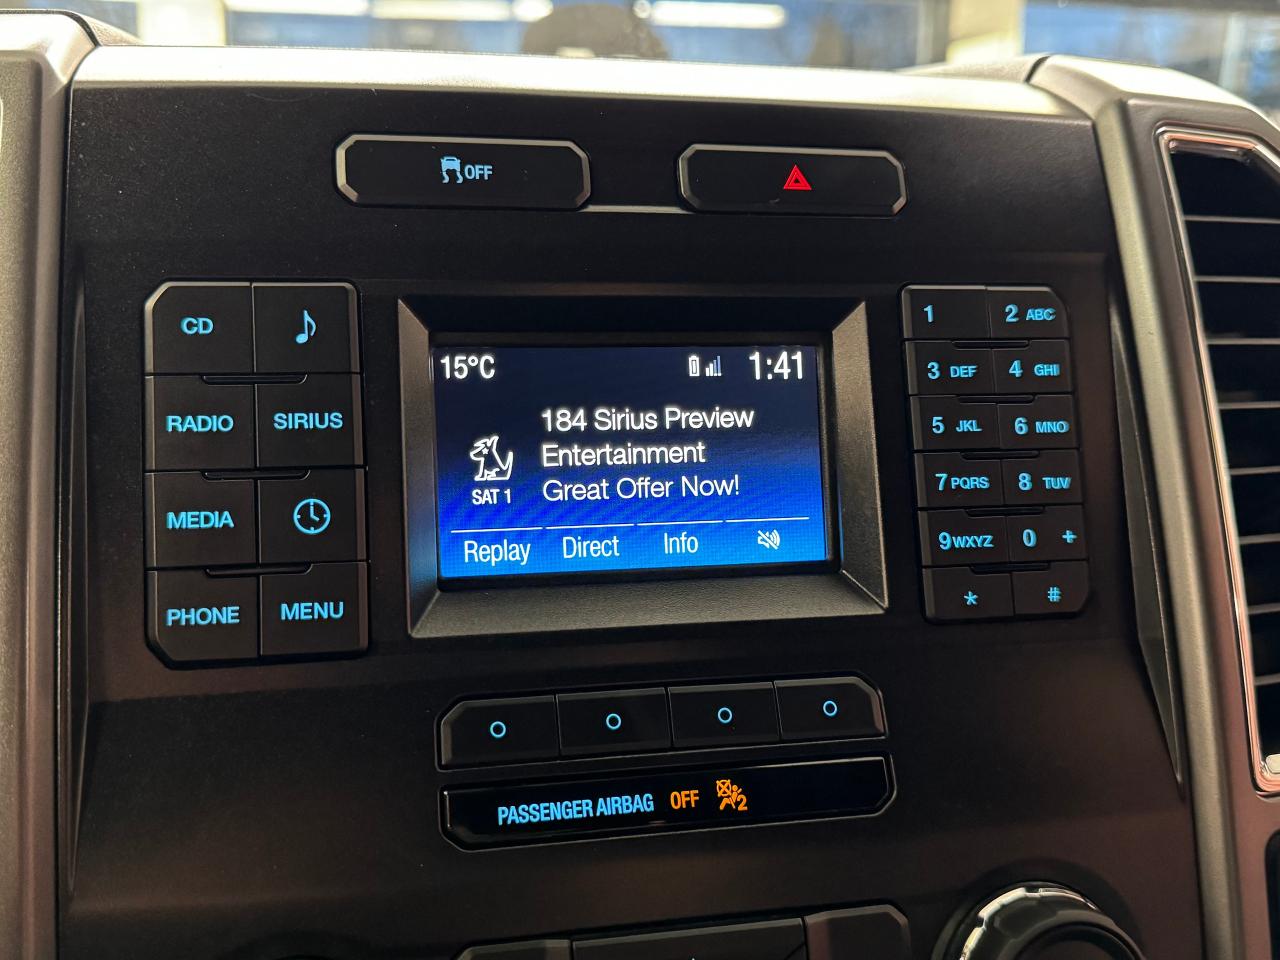 OFF
CD
RADIO
SIRIUS
MEDIA
PHONE
MENU
15°C
1:41
184 Sirius Preview
Entertainment
Great Offer Now!
SAT 1
Replay
Direct
Info
1
2 ABC
3 DEF
4 GHI
5 JKL
6 MNO
7 PQRS
8 TUV
9 WXYZ
0 +
*
#
PASSENGER AIRBAG OFF 2